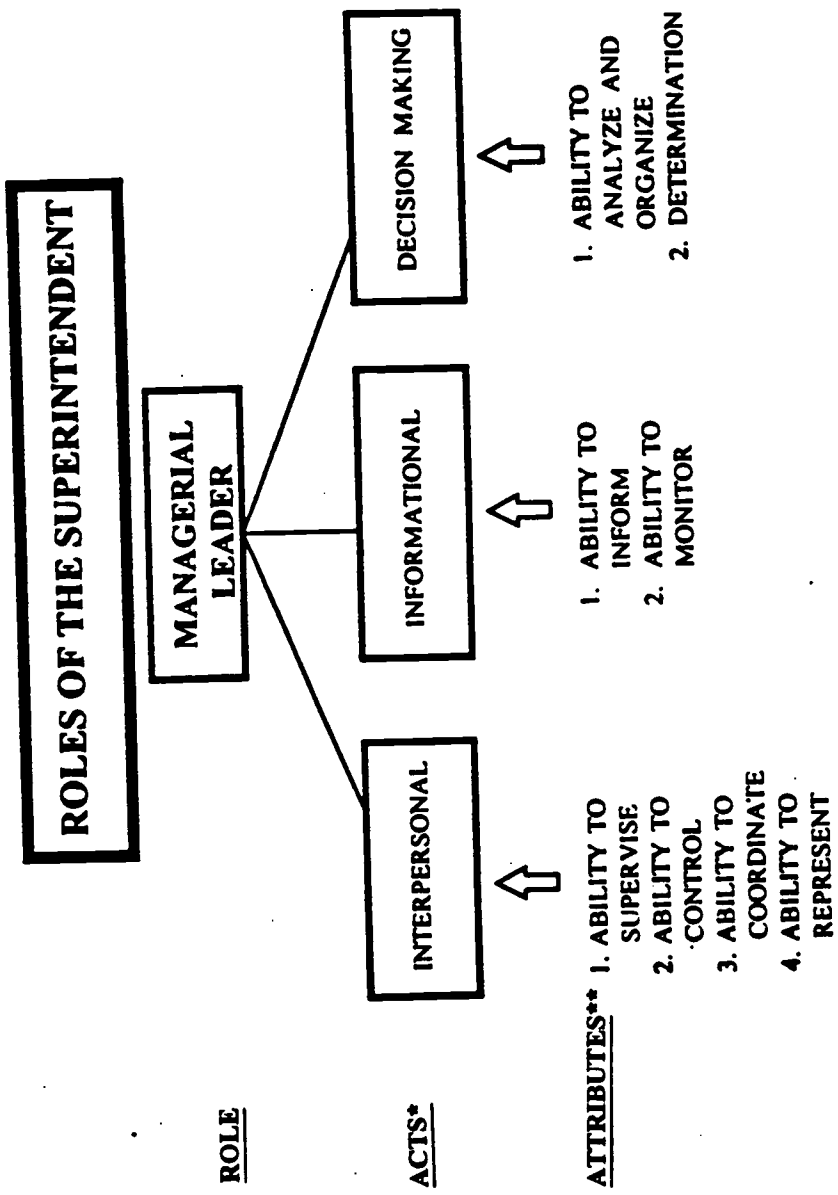 ROLES OF THE SUPERINTENDENT
ROLE
MANAGERIAL
LEADER
ACTS*
INTERPERSONAL
INFORMATIONAL
DECISION MAKING
ATTRIBUTES**
1. ABILITY TO
SUPERVISE
2. ABILITY TO
CONTROL
3. ABILITY TO
COORDINATE
4. ABILITY TO
REPRESENT
1. ABILITY TO
INFORM
2. ABILITY TO
MONITOR
1. ABILITY TO
ANALYZE AND
ORGANIZE
2. DETERMINATION